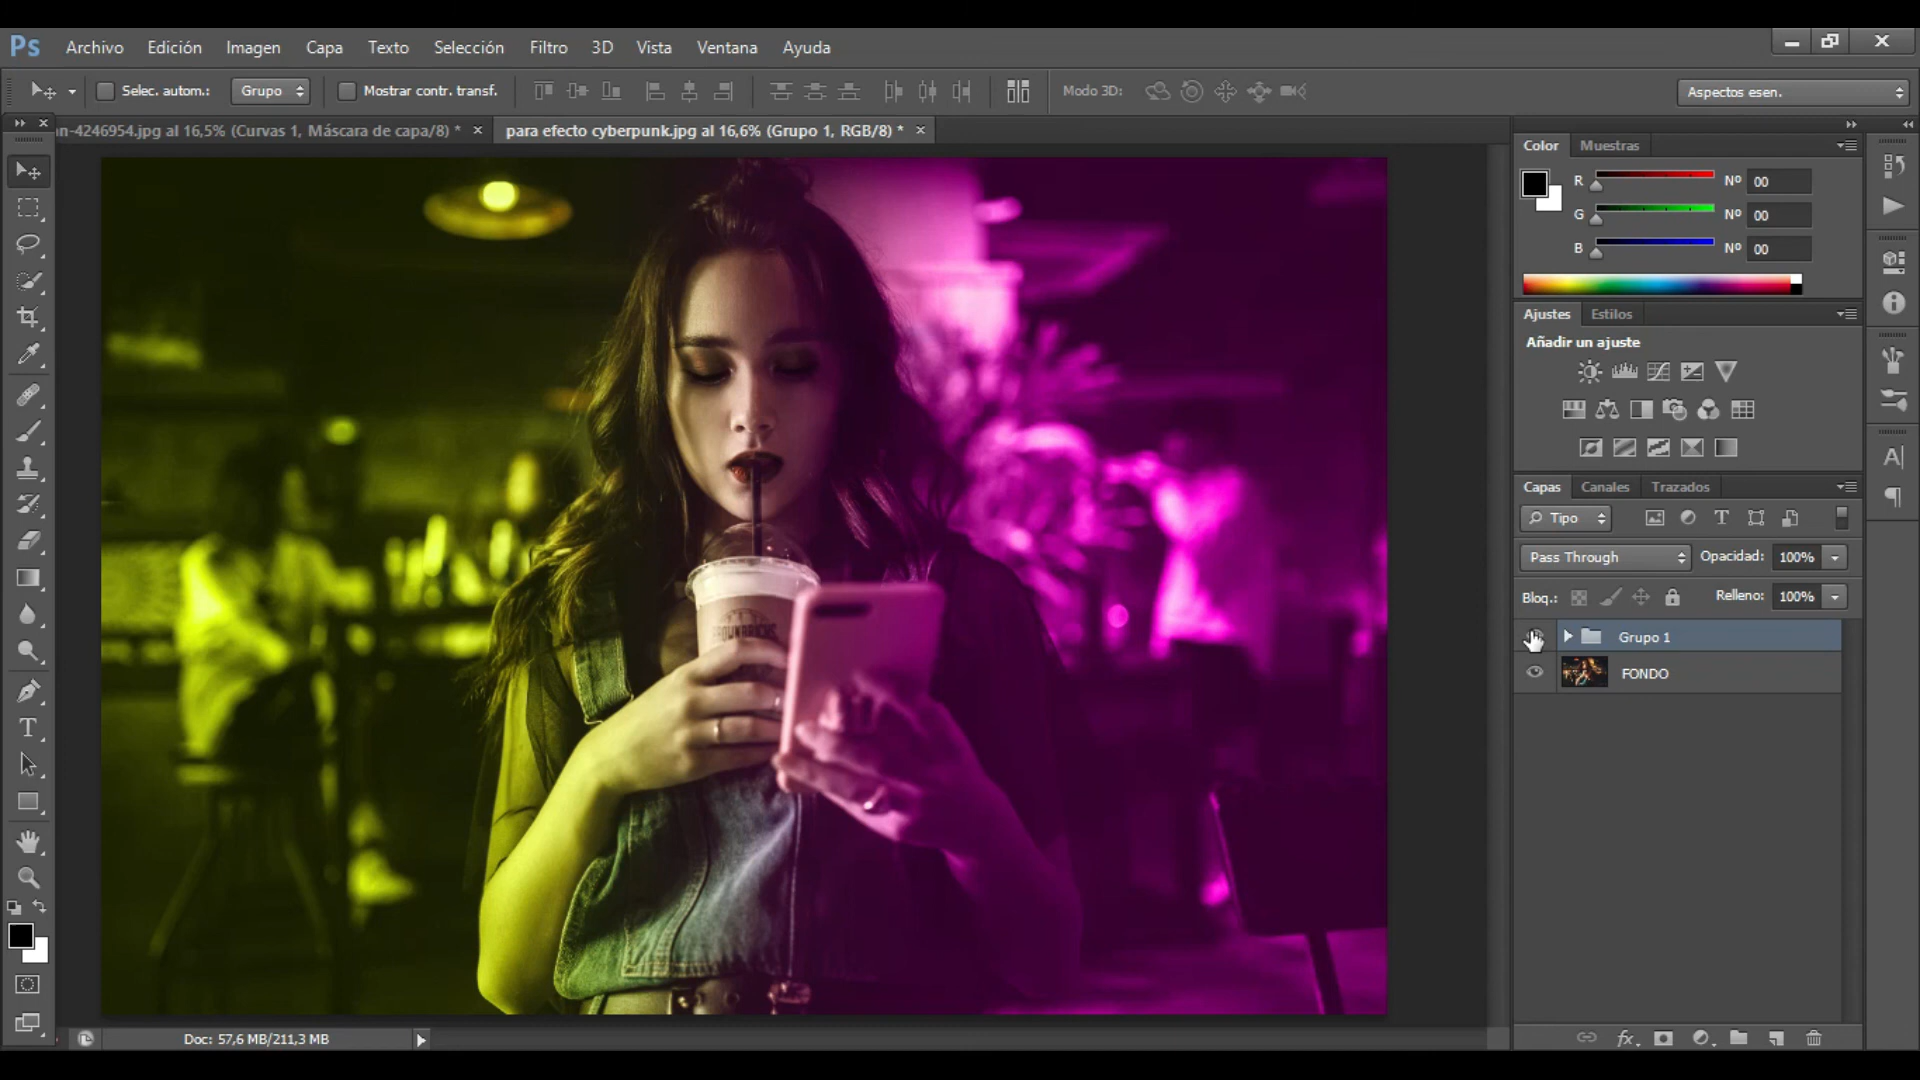 Ps Archivo Edición Imagen Capa Texto Selección Filtro 3D Vista Ventana Ayuda
Selec. autom.: Grupo Mostrar contr. transf. Modo 3D: Aspectos esen.
an-4246954.jpg al 16,5% (Curvas 1, Máscara de capa/8) * × para efecto cyberpunk.jpg al 16,6% (Grupo 1, RGB/8) * ×
Color Muestras
R Nº 00
G Nº 00
B Nº 00
Ajustes Estilos
Añadir un ajuste
Capas Canales Trazados
Tipo
Pass Through Opacidad: 100%
Bloq.: Relleno: 100%
Grupo 1
FONDO
Doc: 57,6 MB/211,3 MB